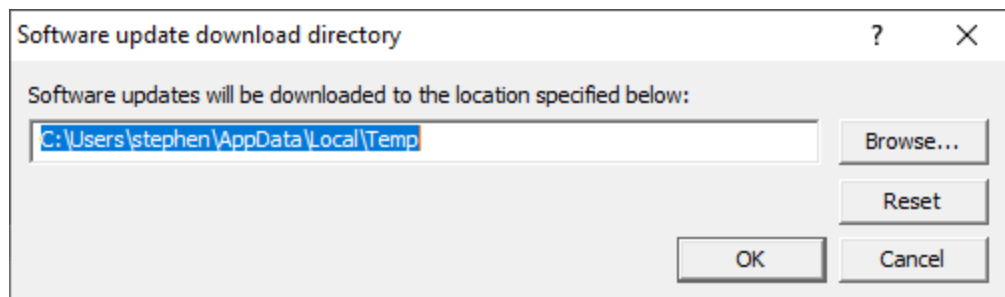 Software update download directory ?
Software updates will be downloaded to the location specified below:
C:\Users\stephen\AppData\Local\Temp
Browse...
Reset
OK
Cancel